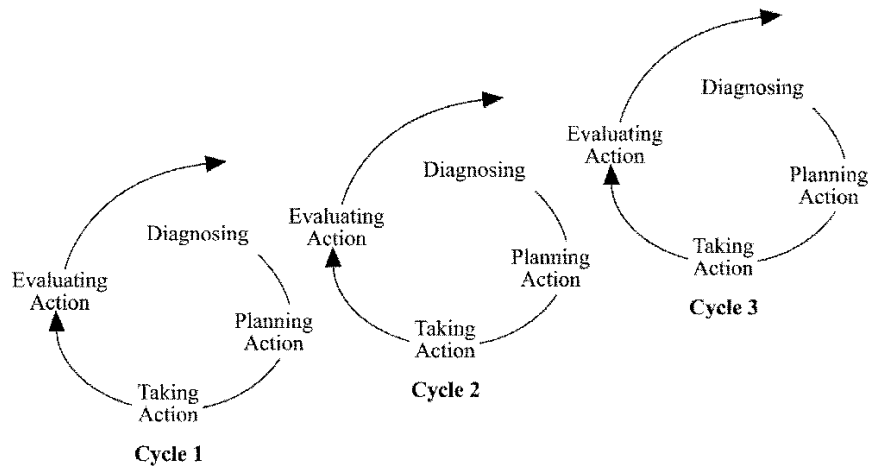 Diagnosing
Planning
Action
Taking
Action
Evaluating
Action
Cycle 1
Diagnosing
Planning
Action
Taking
Action
Evaluating
Action
Cycle 2
Diagnosing
Planning
Action
Taking
Action
Evaluating
Action
Cycle 3